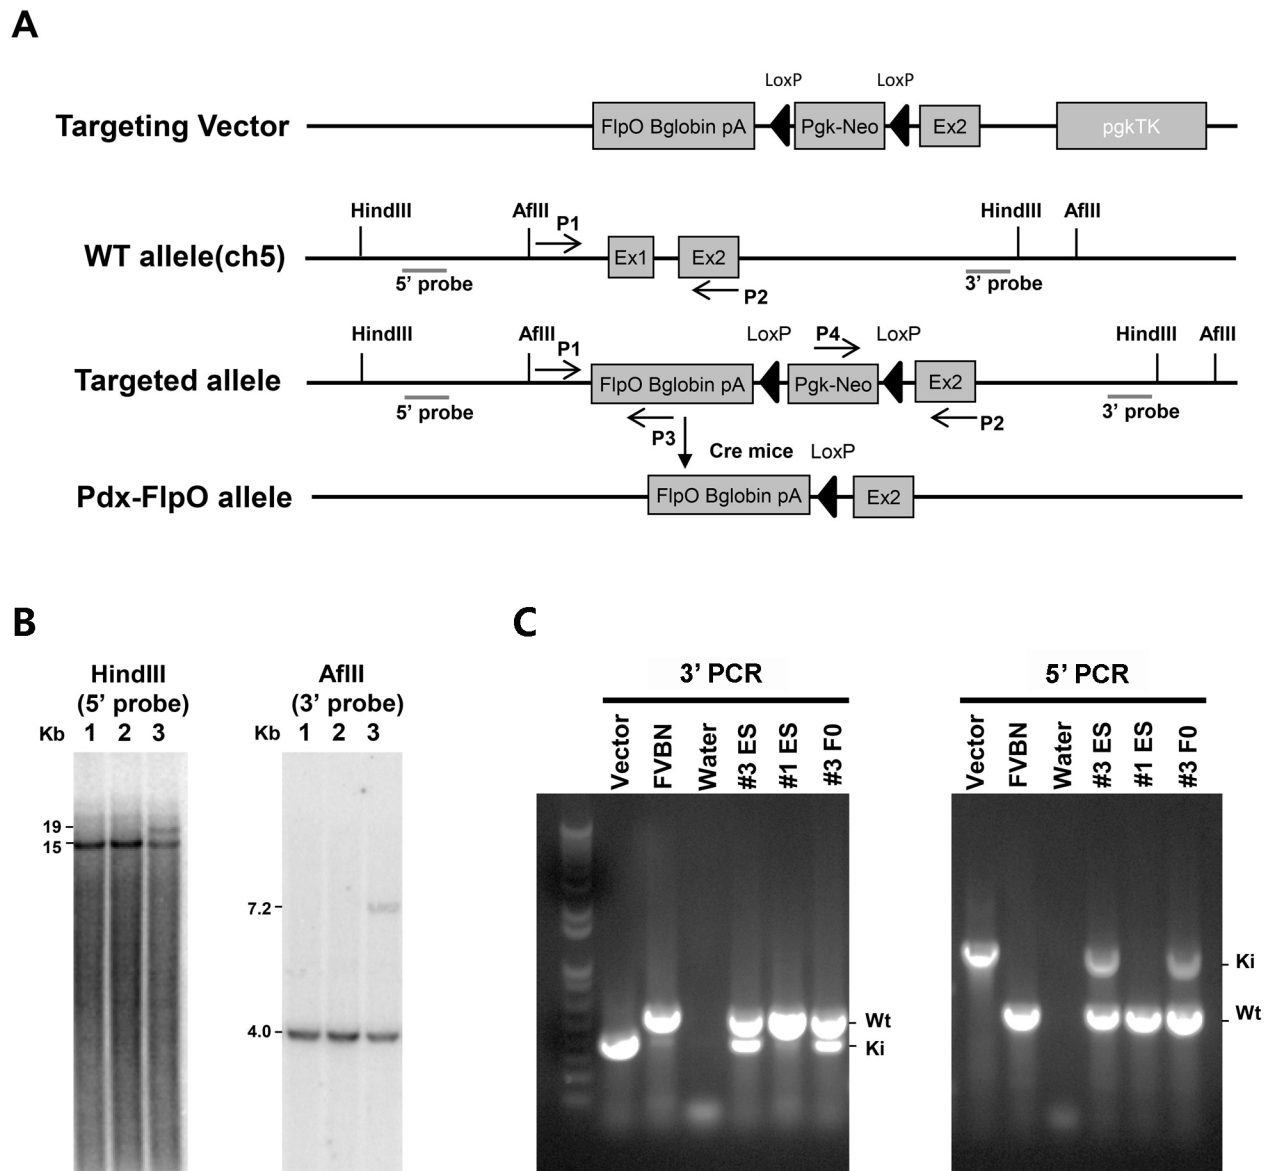 A
LoxP LoxP
Targeting Vector FlpO Bglobin pA Pgk-Neo Ex2 pgkTK
HindIII AflII P1 HindIII AflII
WT allele(ch5) Ex1 Ex2
5’ probe P2 3’ probe
HindIII AflII P1 LoxP P4 LoxP HindIII AflII
Targeted allele FlpO Bglobin pA Pgk-Neo Ex2
5’ probe P3 P2 3’ probe
Cre mice LoxP
Pdx-FlpO allele FlpO Bglobin pA Ex2
B
HindIII
(5’ probe)
Kb 1 2 3
19
15
AflII
(3’ probe)
Kb 1 2 3
7.2
4.0
C
3’ PCR
Vector FVBN Water #3 ES #1 ES #3 F0
Wt
Ki
5’ PCR
Vector FVBN Water #3 ES #1 ES #3 F0
Ki
Wt